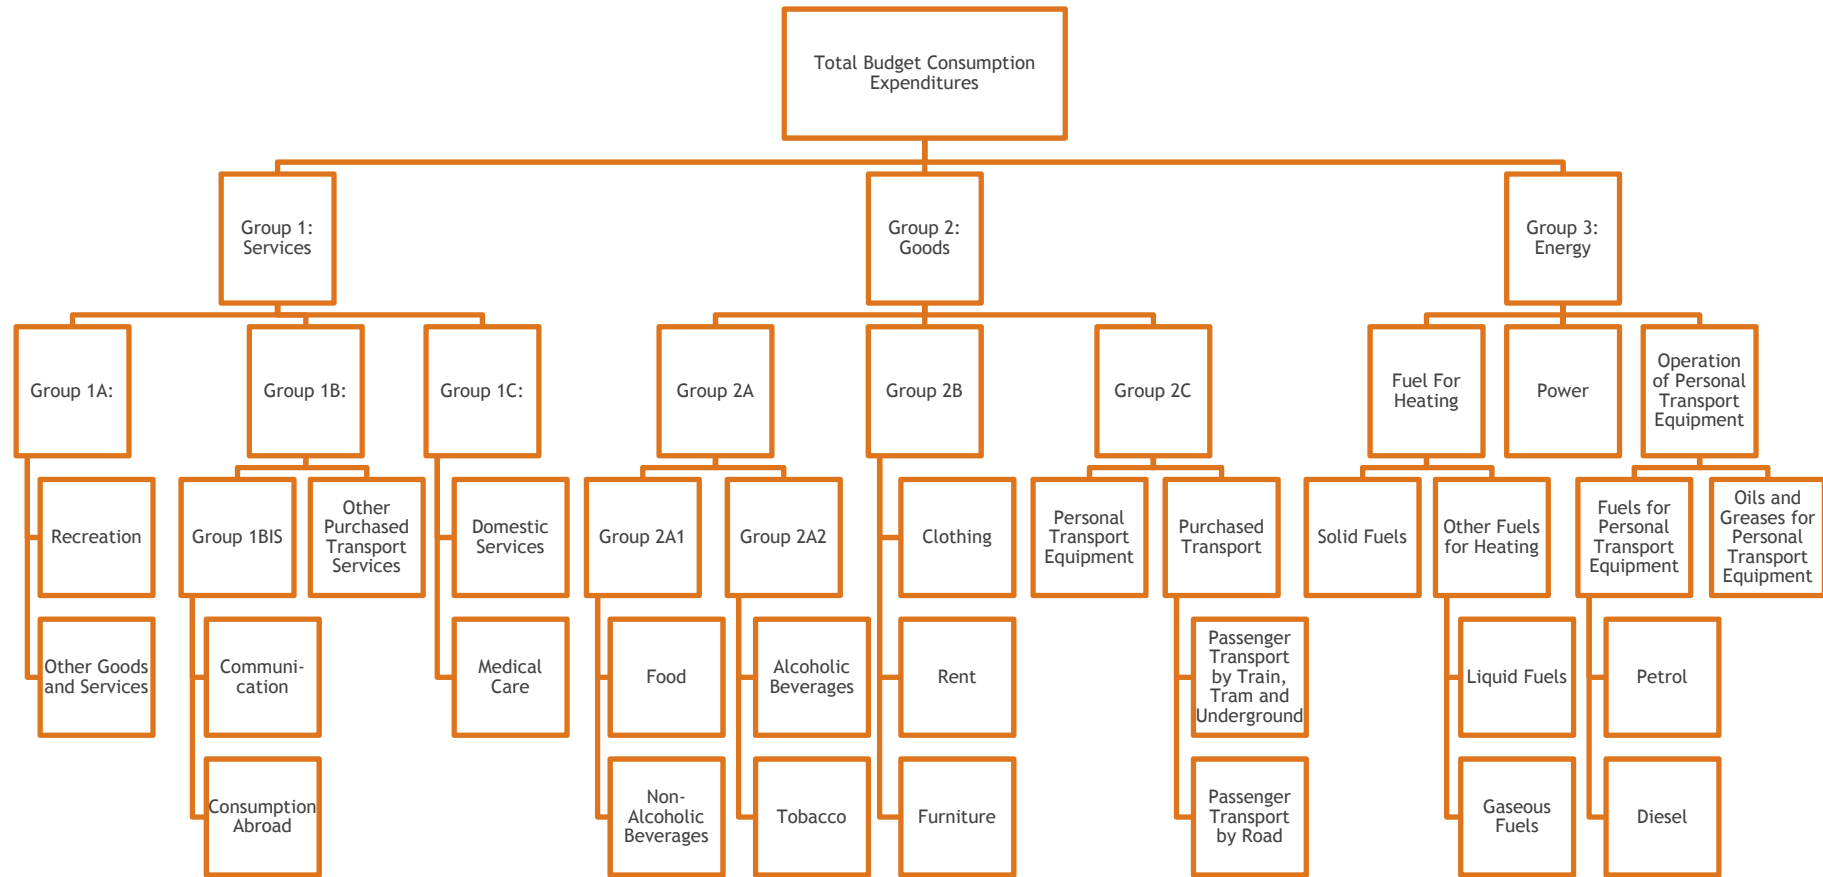 Total Budget Consumption
Expenditures
Group 1:
Services
Group 2:
Goods
Group 3:
Energy
Group 1A:
Group 1B:
Group 1C:
Group 2A
Group 2B
Group 2C
Fuel For
Heating
Power
Operation
of Personal
Transport
Equipment
Recreation
Group 1BIS
Other
Purchased
Transport
Services
Domestic
Services
Group 2A1
Group 2A2
Clothing
Personal
Transport
Equipment
Purchased
Transport
Solid Fuels
Other Fuels
for Heating
Fuels for
Personal
Transport
Equipment
Oils and
Greases for
Personal
Transport
Equipment
Other Goods
and Services
Communi-
cation
Medical
Care
Food
Alcoholic
Beverages
Rent
Passenger
Transport
by Train,
Tram and
Underground
Liquid Fuels
Petrol
Consumption
Abroad
Non-
Alcoholic
Beverages
Tobacco
Furniture
Passenger
Transport
by Road
Gaseous
Fuels
Diesel